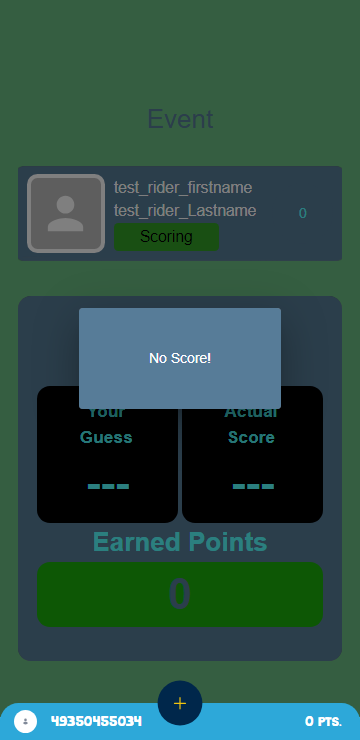 Event
test_rider_firstname
test_rider_Lastname
0
Scoring
No Score!
Your
Guess
Actual
Score
---
---
Earned Points
0
+
49350455034
0 PTS.